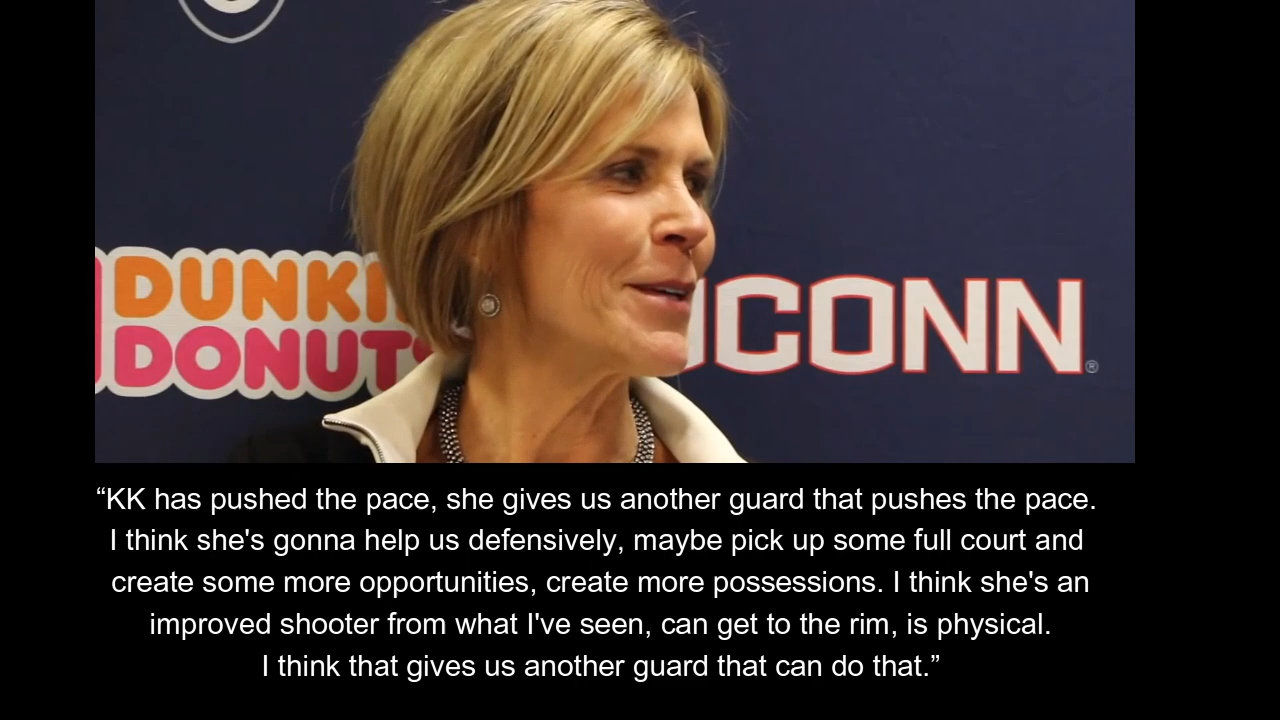 DUNKI
DONUTS
UCONN®
“KK has pushed the pace, she gives us another guard that pushes the pace.
I think she's gonna help us defensively, maybe pick up some full court and
create some more opportunities, create more possessions. I think she's an
improved shooter from what I've seen, can get to the rim, is physical.
I think that gives us another guard that can do that.”